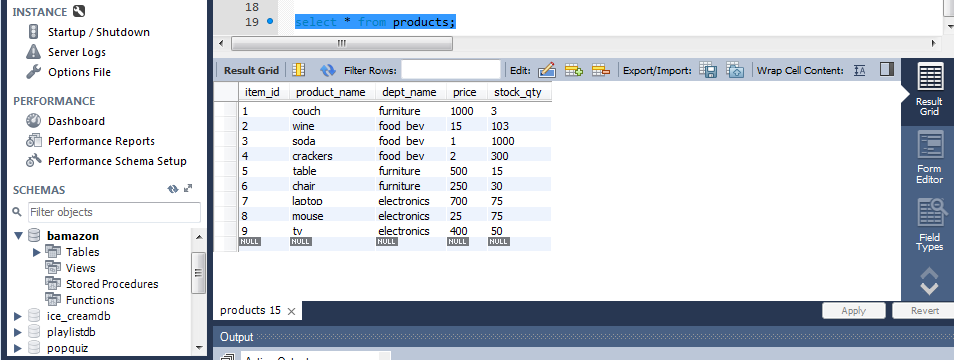 INSTANCE
Startup / Shutdown
Server Logs
Options File
PERFORMANCE
Dashboard
Performance Reports
Performance Schema Setup
SCHEMAS
Filter objects
bamazon
Tables
Views
Stored Procedures
Functions
ice_creamdb
playlistdb
popquiz
18
19 select * from products;
Result Grid Filter Rows: Edit: Export/Import: Wrap Cell Content: IA
item_id product_name dept_name price stock_qty
1 couch furniture 1000 3
2 wine food bev 15 103
3 soda food bev 1 1000
4 crackers food bev 2 300
5 table furniture 500 15
6 chair furniture 250 30
7 laptop electronics 700 75
8 mouse electronics 25 75
9 tv electronics 400 50
NULL NULL NULL NULL NULL
Result
Grid
Form
Editor
Field
Types
products 15
Apply Revert
Output